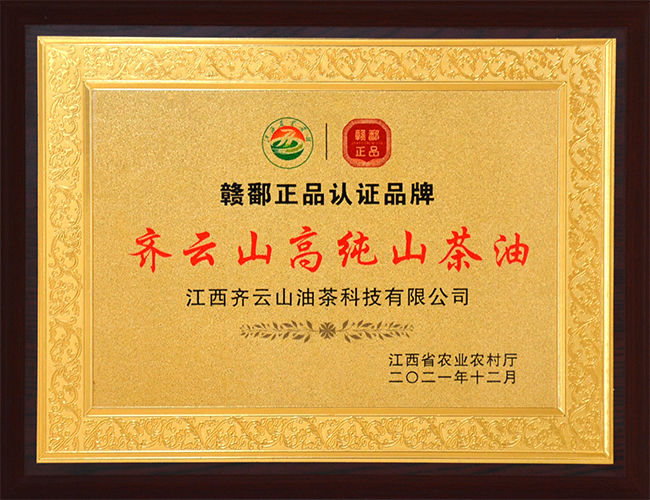 赣鄱
正品
赣鄱正品认证品牌
齐云山高纯山茶油
江西齐云山油茶科技有限公司
江西省农业农村厅
二〇二一年十二月